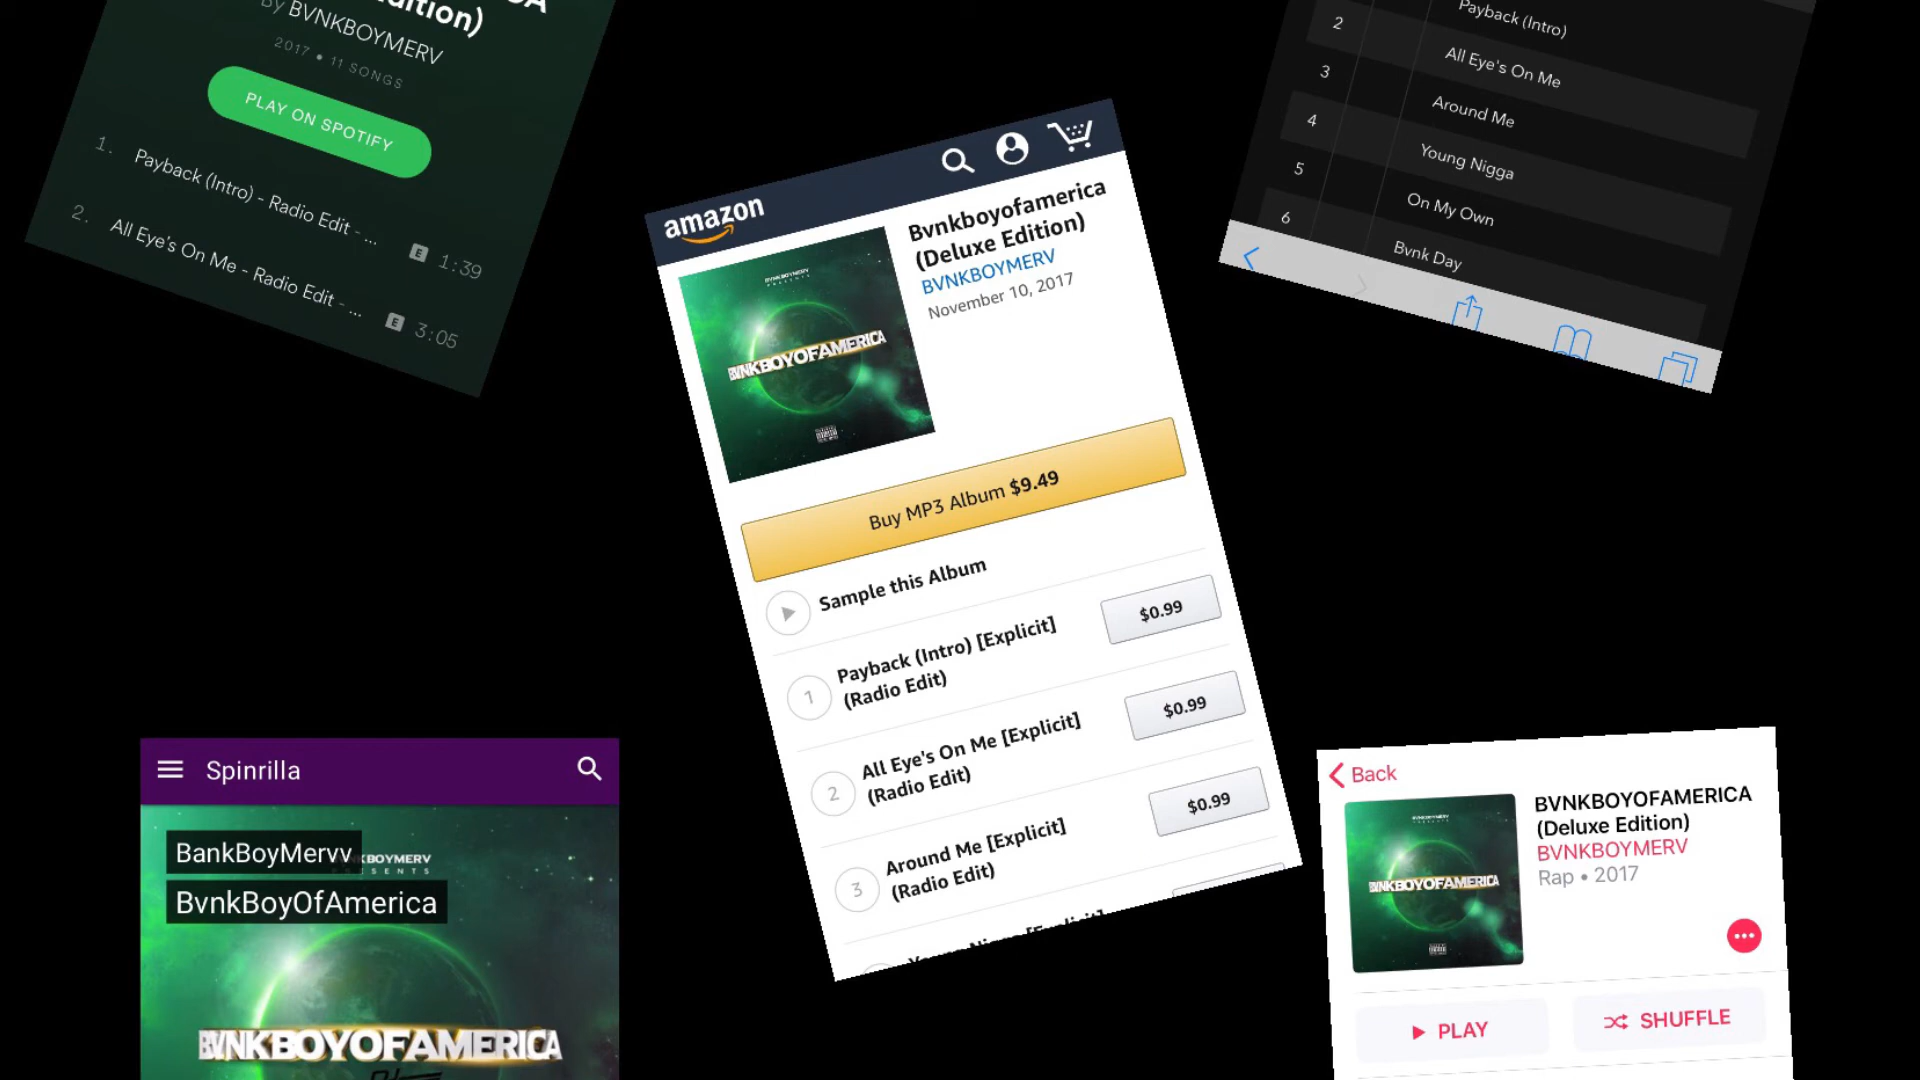 dition)
By BVNKBOYMERV
2017 • 11 SONGS
PLAY ON SPOTIFY
1. Payback (Intro) - Radio Edit - ... E 1:39
2. All Eye's On Me - Radio Edit - ... E 3:05
Payback (Intro)
2 All Eye's On Me
3 Around Me
4 Young Nigga
5 On My Own
6 Bvnk Day
amazon
Bvnkboyofamerica
(Deluxe Edition)
BVNKBOYMERV
November 10, 2017
BVNKBOYMERV
PRESENTS
BVNKBOYOFAMERICA
Buy MP3 Album $9.49
Sample this Album
1 Payback (Intro) [Explicit]
(Radio Edit)
$0.99
2 All Eye's On Me [Explicit]
(Radio Edit)
$0.99
3 Around Me [Explicit]
(Radio Edit)
$0.99
Spinrilla
BankBoyMervv
KBOYMERV
SENTS
BvnkBoyOfAmerica
BVNKBOYOFAMERICA
Back
BVNKBOYOFAMERICA
(Deluxe Edition)
BVNKBOYMERV
Rap • 2017
BVNKBOYOFAMERICA
PLAY
SHUFFLE